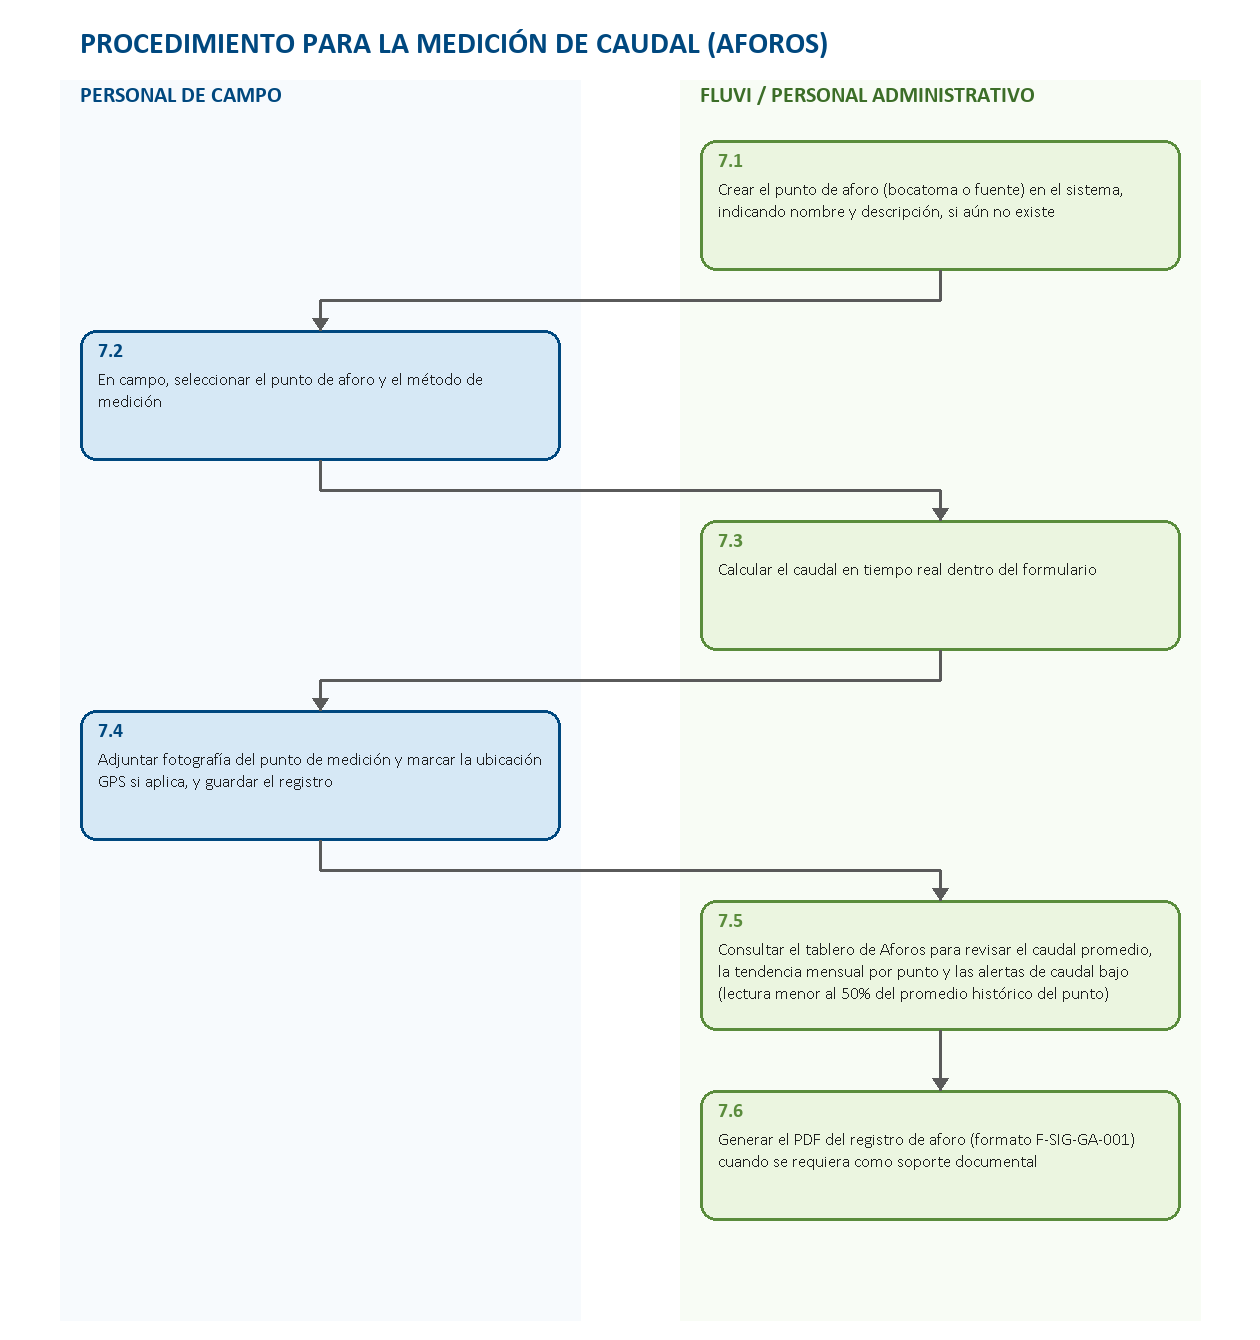 PROCEDIMIENTO PARA LA MEDICIÓN DE CAUDAL (AFOROS)
PERSONAL DE CAMPO
FLUVI / PERSONAL ADMINISTRATIVO
7.1
Crear el punto de aforo (bocatoma o fuente) en el sistema,
indicando nombre y descripción, si aún no existe
7.2
En campo, seleccionar el punto de aforo y el método de
medición
7.3
Calcular el caudal en tiempo real dentro del formulario
7.4
Adjuntar fotografía del punto de medición y marcar la ubicación
GPS si aplica, y guardar el registro
7.5
Consultar el tablero de Aforos para revisar el caudal promedio,
la tendencia mensual por punto y las alertas de caudal bajo
(lectura menor al 50% del promedio histórico del punto)
7.6
Generar el PDF del registro de aforo (formato F-SIG-GA-001)
cuando se requiera como soporte documental